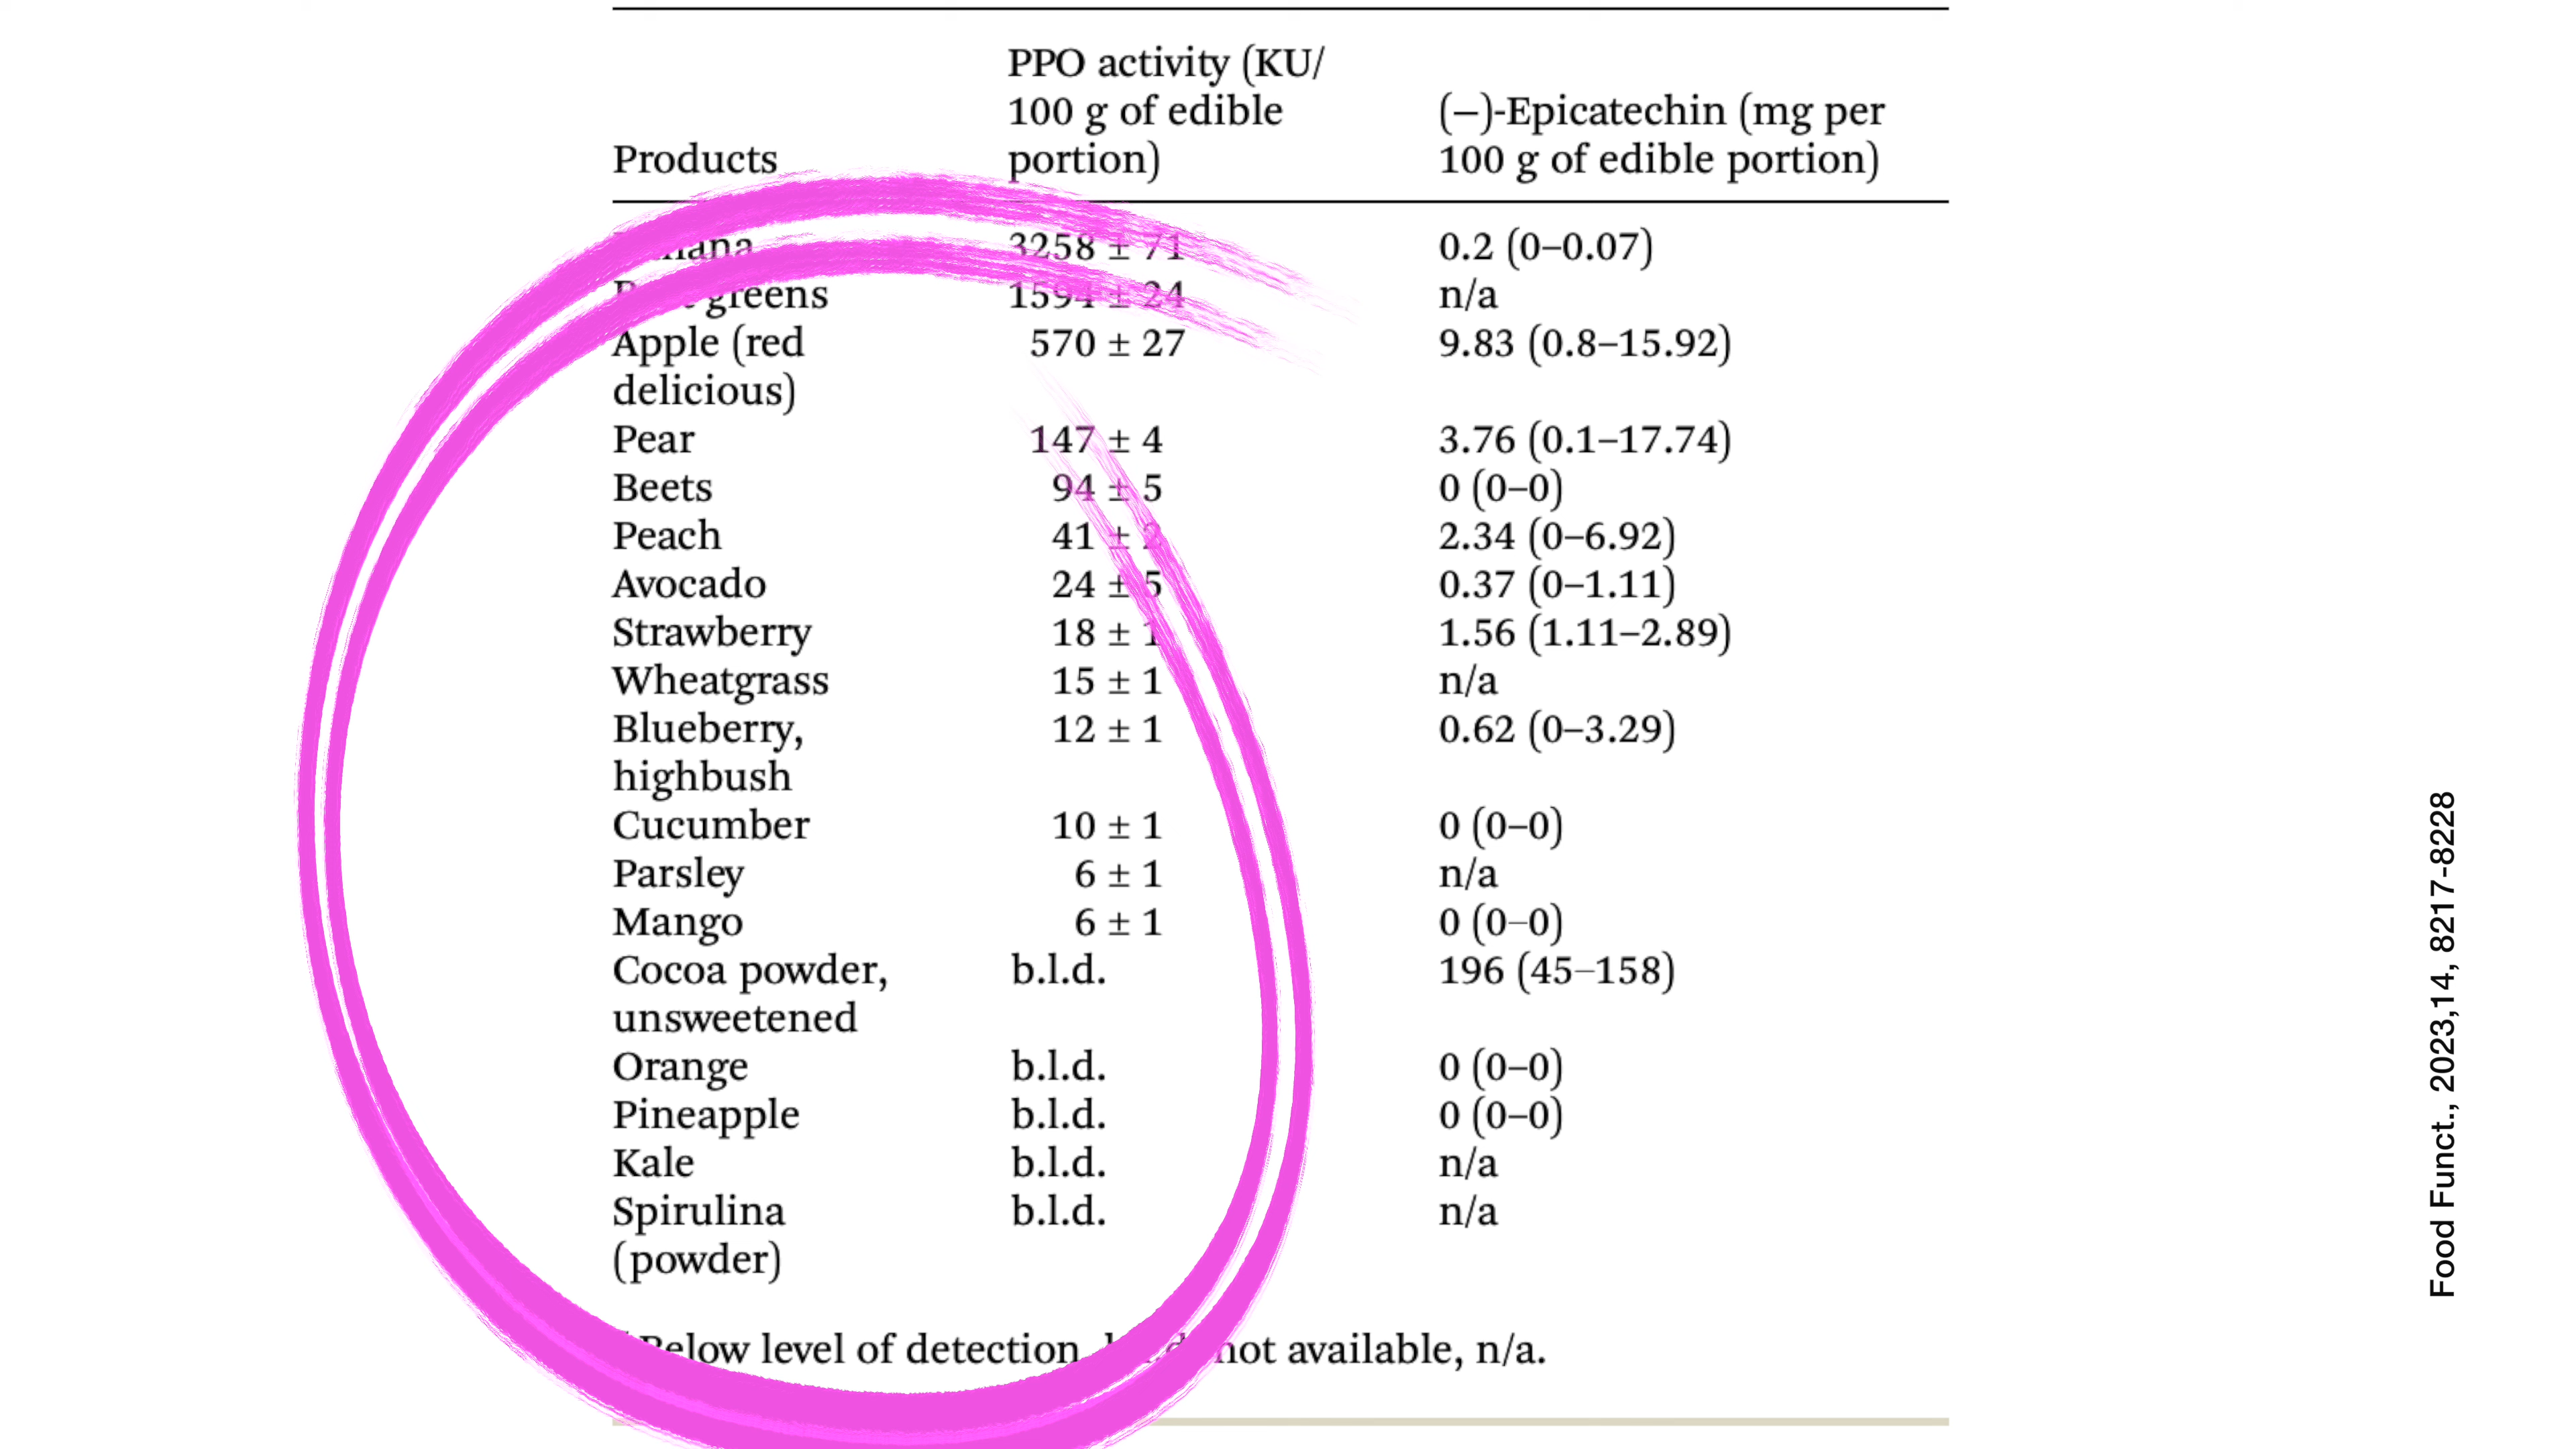 PPO activity (KU/
100 g of edible
portion)
(−)-Epicatechin (mg per
100 g of edible portion)
Products
3258 ± 71 0.2 (0–0.07)
greens 1594 ± 24 n/a
Apple (red 570 ± 27 9.83 (0.8–15.92)
delicious)
Pear 147 ± 4 3.76 (0.1–17.74)
Beets 94 ± 5 0 (0–0)
Peach 41 ± 2 2.34 (0–6.92)
Avocado 24 ± 5 0.37 (0–1.11)
Strawberry 18 ± 1 1.56 (1.11–2.89)
Wheatgrass 15 ± 1 n/a
Blueberry, 12 ± 1 0.62 (0–3.29)
highbush
Cucumber 10 ± 1 0 (0–0)
Parsley 6 ± 1 n/a
Mango 6 ± 1 0 (0–0)
Cocoa powder, b.l.d. 196 (45–158)
unsweetened
Orange b.l.d. 0 (0–0)
Pineapple b.l.d. 0 (0–0)
Kale b.l.d. n/a
Spirulina b.l.d. n/a
(powder)
Below level of detection, not available, n/a.
Food Funct., 2023,14, 8217-8228